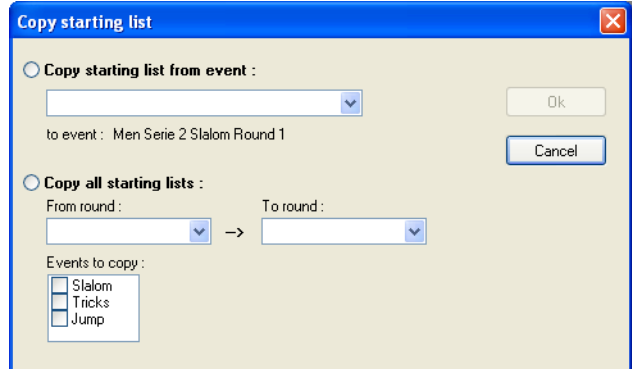 Copy starting list
Copy starting list from event :
Ok
to event : Men Serie 2 Slalom Round 1
Cancel
Copy all starting lists :
From round : To round :
-->
Events to copy :
Slalom
Tricks
Jump